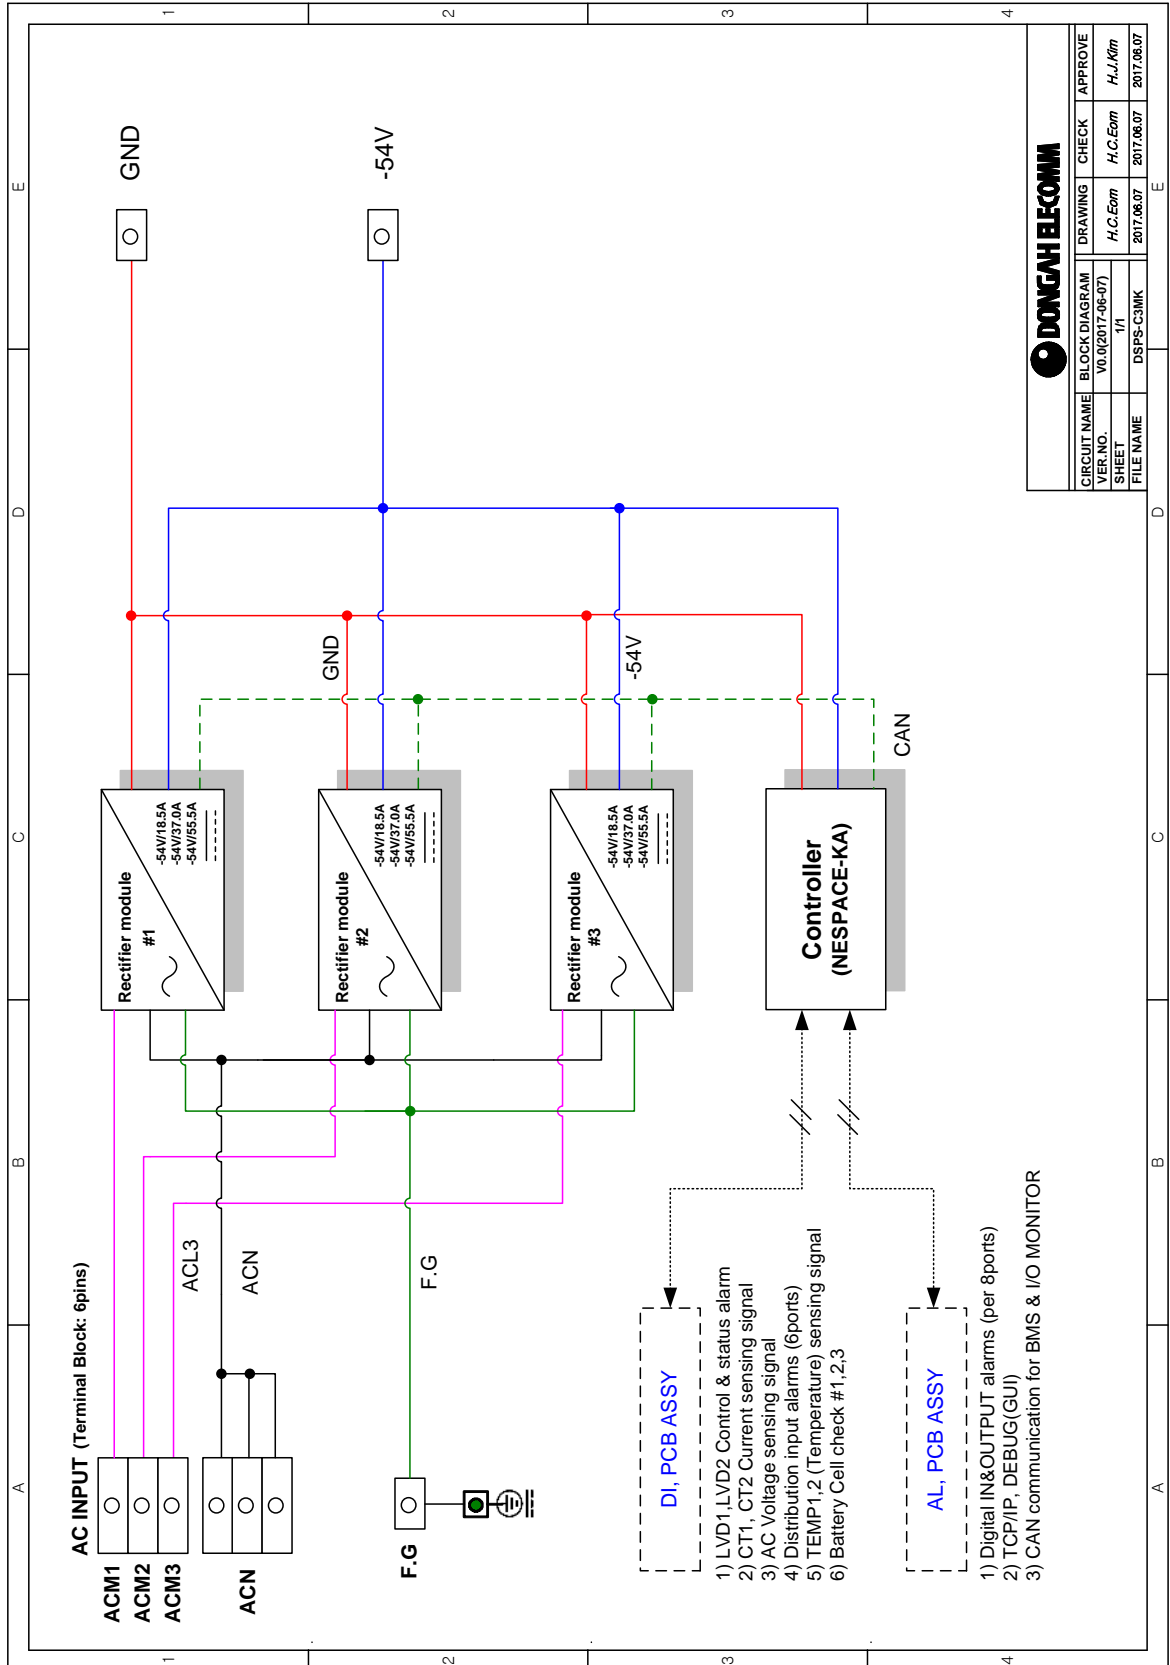 A
B
C
D
E
1
2
3
4
AC INPUT (Terminal Block: 6pins)
ACM1
ACM2
ACM3
ACL3
ACN
ACN
F.G
F.G
Rectifier module
#1
-54V/18.5A
-54V/37.0A
-54V/55.5A
Rectifier module
#2
-54V/18.5A
-54V/37.0A
-54V/55.5A
Rectifier module
#3
-54V/18.5A
-54V/37.0A
-54V/55.5A
GND
-54V
GND
-54V
CAN
Controller
(NESPACE-KA)
DI, PCB ASSY
1) LVD1,LVD2 Control & status alarm
2) CT1, CT2 Current sensing signal
3) AC Voltage sensing signal
4) Distribution input alarms (6ports)
5) TEMP1,2 (Temperature) sensing signal
6) Battery Cell check #1,2,3
AL, PCB ASSY
1) Digital IN&OUTPUT alarms (per 8ports)
2) TCP/IP, DEBUG(GUI)
3) CAN communication for BMS & I/O MONITOR
DONGAH ELECOMM
CIRCUIT NAME BLOCK DIAGRAM DRAWING CHECK APPROVE
VER.NO. V0.0(2017-06-07) H.C.Eom H.C.Eom H.J.Kim
SHEET 1/1
FILE NAME DSPS-C3MK 2017.06.07 2017.06.07 2017.06.07
1
2
3
4
A
B
C
D
E